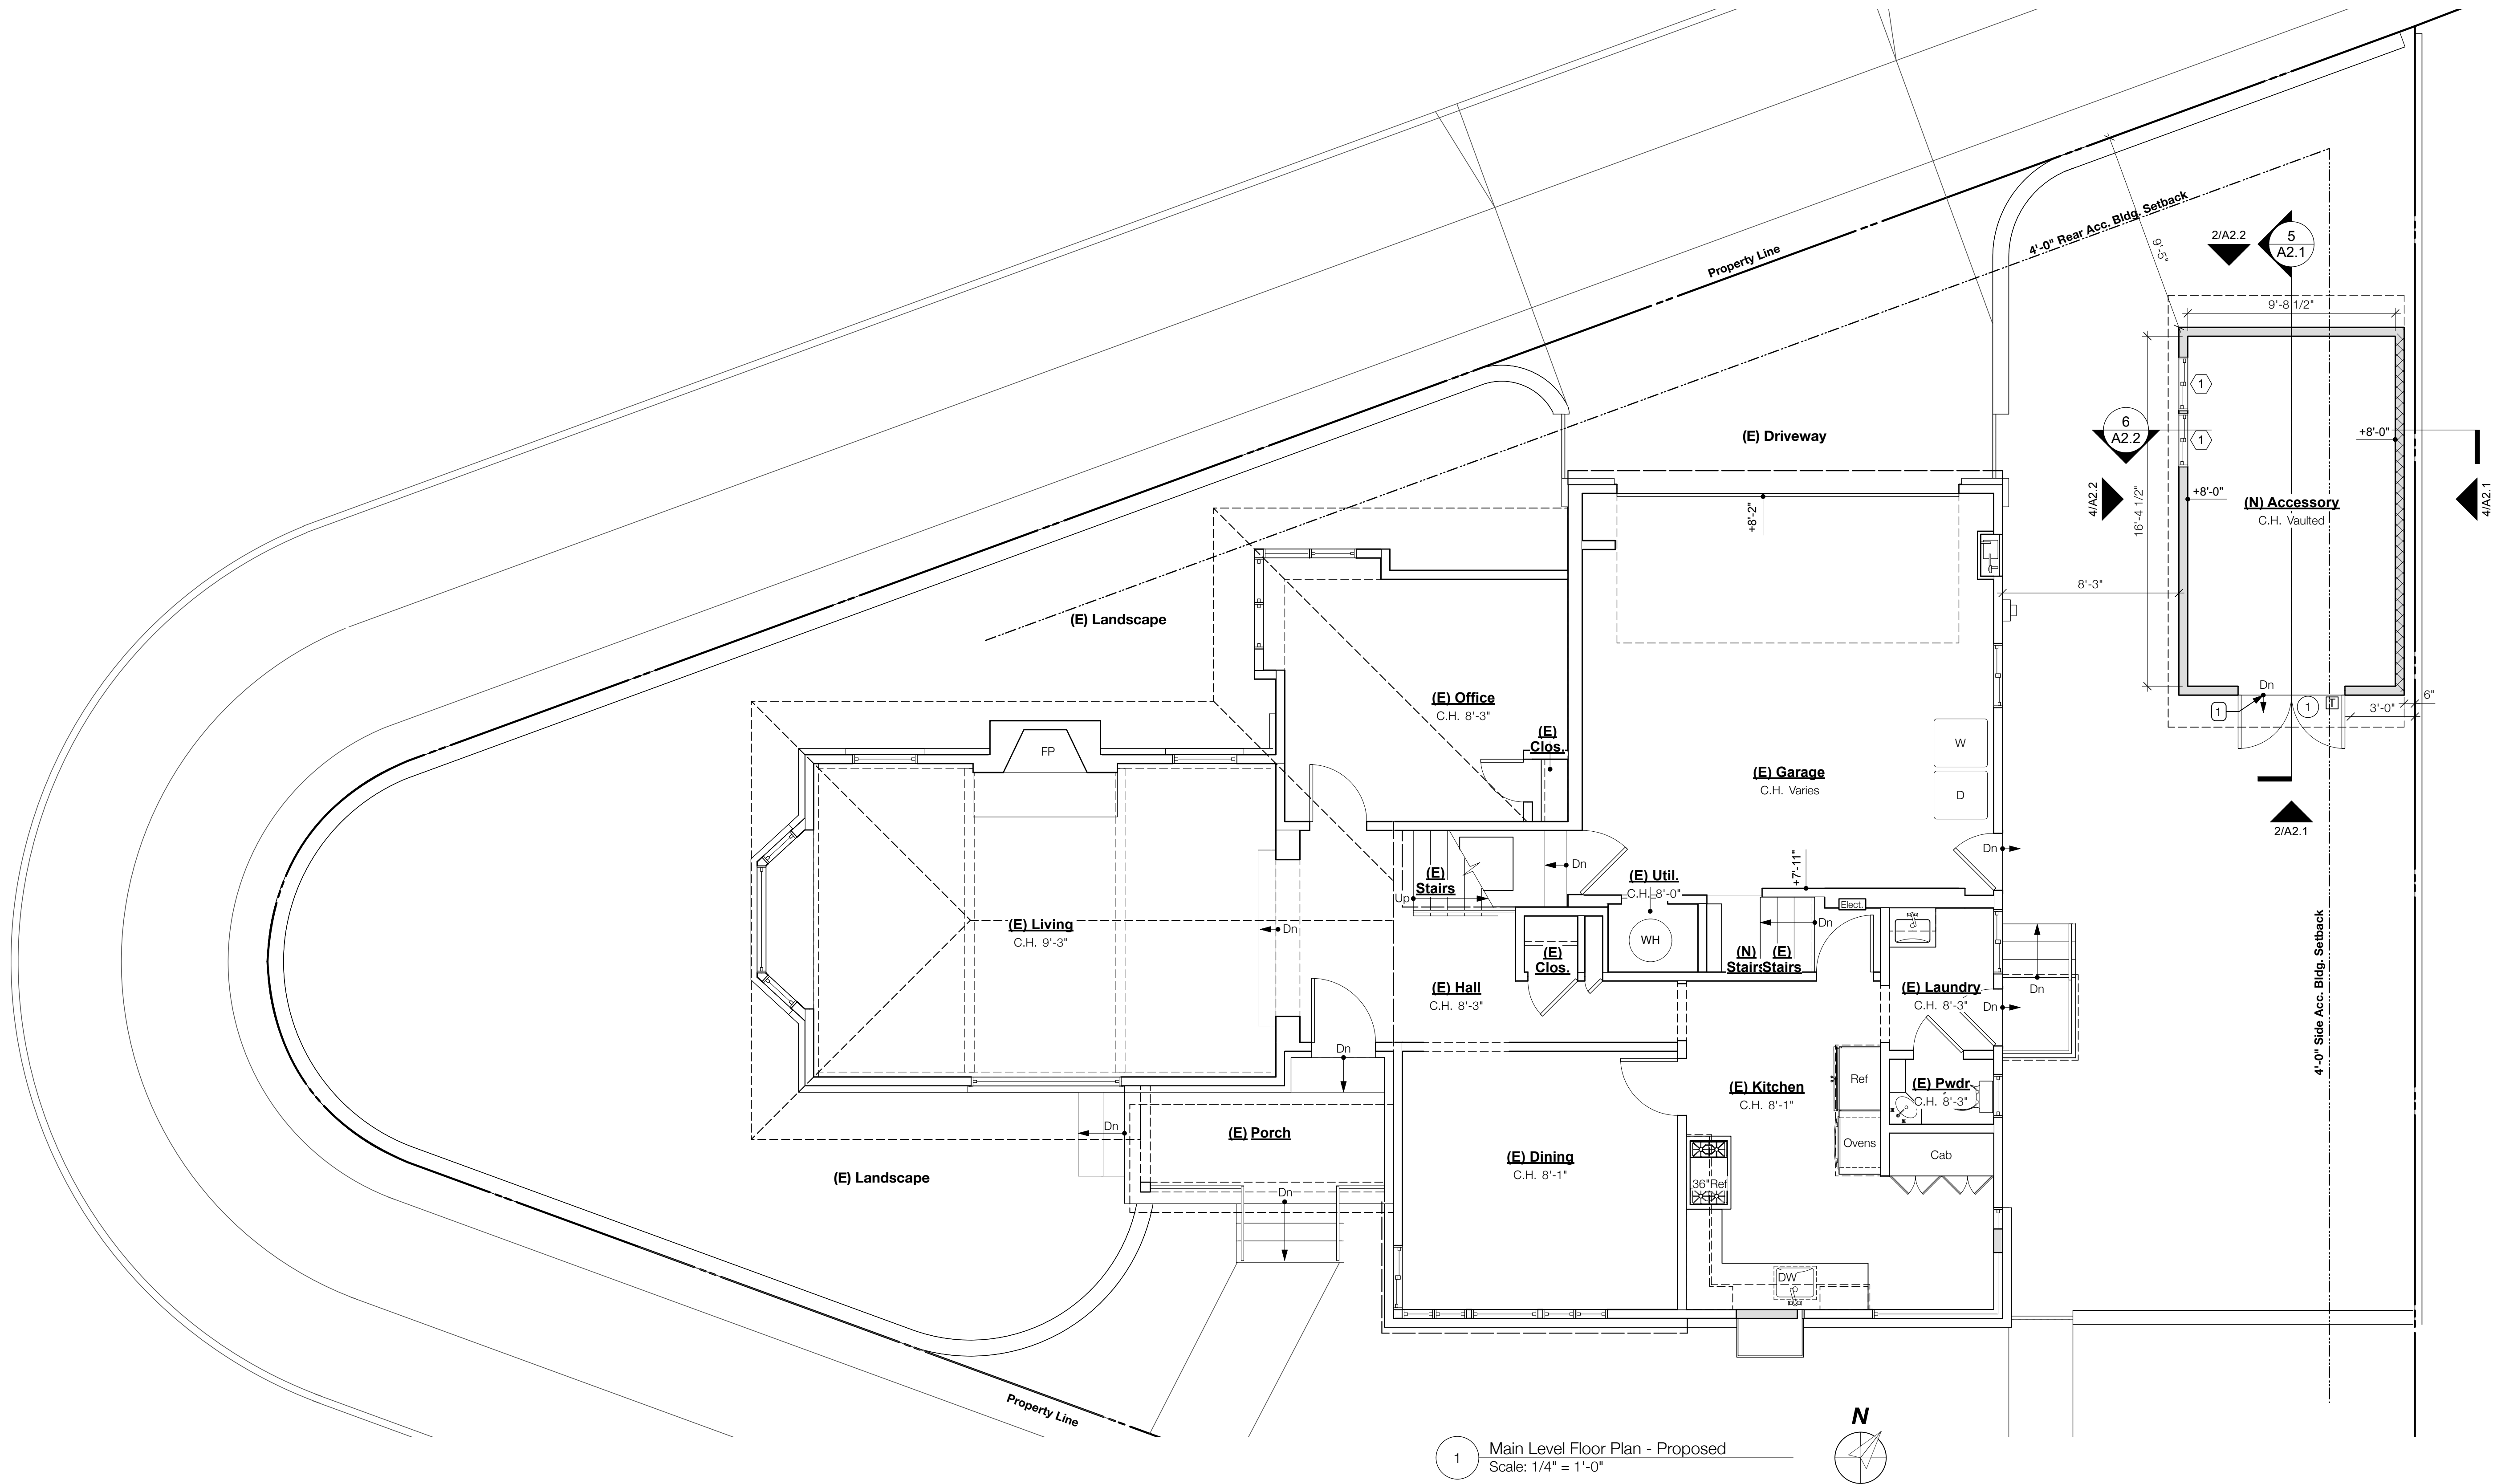 Property Line
4'-0" Rear Acc. Bldg. Setback
9'-5"
2/A2.2
5
A2.1
9'-8 1/2"
1
6
A2.2
1
(E) Driveway
+8'-0"
4/A2.2
16'-4 1/2"
+8'-0"
(N) Accessory
C.H. Vaulted
4/A2.1
+8'-2"
8'-3"
(E) Landscape
(E) Office
C.H. 8'-3"
Dn
6"
1
1
T
3'-0"
(E)
Clos.
FP
W
(E) Garage
C.H. Varies
D
2/A2.1
Dn
Dn
+7'-11"
(E)
Stairs
Up
(E) Util.
C.H. 8'-0"
Elect.
(E) Living
C.H. 9'-3"
Dn
Dn
WH
(N)
Stairs
(E)
Stairs
(E)
Clos.
(E) Hall
C.H. 8'-3"
(E) Laundry
C.H. 8'-3"
Dn
Dn
4'-0" Side Acc. Bldg. Setback
Dn
Ref
(E) Kitchen
C.H. 8'-1"
(E) Pwdr
C.H. 8'-3"
Dn
(E) Porch
Ovens
Cab
(E) Dining
C.H. 8'-1"
(E) Landscape
36"Ref
Dn
DW
Property Line
N
1
Main Level Floor Plan - Proposed
Scale: 1/4" = 1'-0"